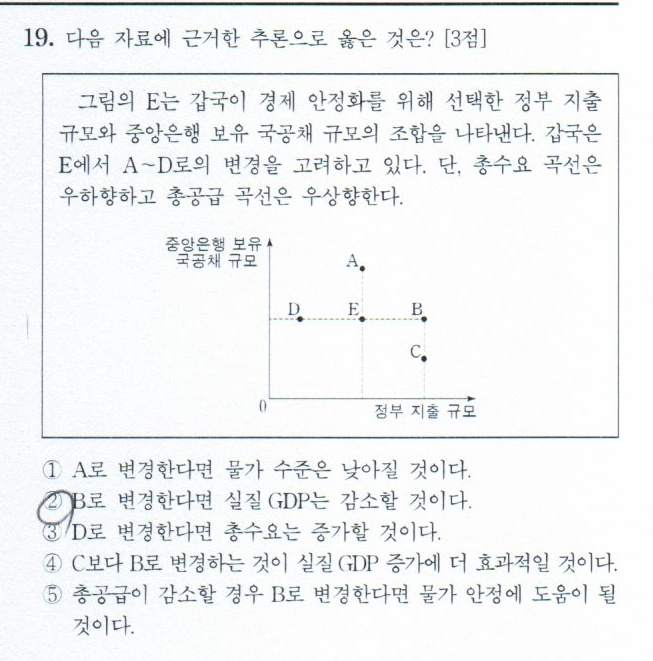 19. 다음 자료에 근거한 추론으로 옳은 것은? [3점]
그림의 E는 갑국이 경제 안정화를 위해 선택한 정부 지출
규모와 중앙은행 보유 국공채 규모의 조합을 나타낸다. 갑국은
E에서 A~D로의 변경을 고려하고 있다. 단, 총수요 곡선은
우하향하고 총공급 곡선은 우상향한다.
중앙은행 보유
국공채 규모
A
D E B
C
0
정부 지출 규모
① A로 변경한다면 물가 수준은 낮아질 것이다.
② B로 변경한다면 실질 GDP는 감소할 것이다.
③ D로 변경한다면 총수요는 증가할 것이다.
④ C보다 B로 변경하는 것이 실질 GDP 증가에 더 효과적일 것이다.
⑤ 총공급이 감소할 경우 B로 변경한다면 물가 안정에 도움이 될
것이다.